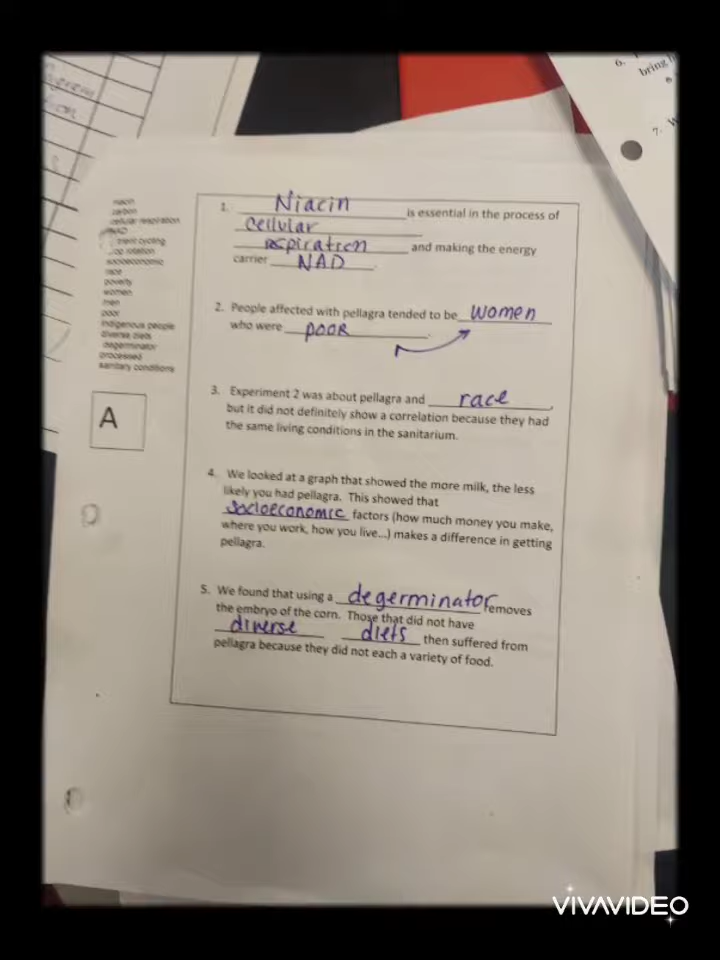 6.
bring
7. W
niacin
carbon
cellular respiration
NAD
cycling
rotation
socioeconomic
race
poverty
women
men
poor
indigenous people
diverse diets
degerminator
processed
sanitary conditions
A
1. Niacin is essential in the process of
cellular
respiration and making the energy
carrier NAD.
2. People affected with pellagra tended to be women
who were poor.
3. Experiment 2 was about pellagra and race,
but it did not definitely show a correlation because they had
the same living conditions in the sanitarium.
4. We looked at a graph that showed the more milk, the less
likely you had pellagra. This showed that
socioeconomic factors (how much money you make,
where you work, how you live...) makes a difference in getting
pellagra.
5. We found that using a degerminator removes
the embryo of the corn. Those that did not have
diverse diets then suffered from
pellagra because they did not each a variety of food.
VIVAVIDEO